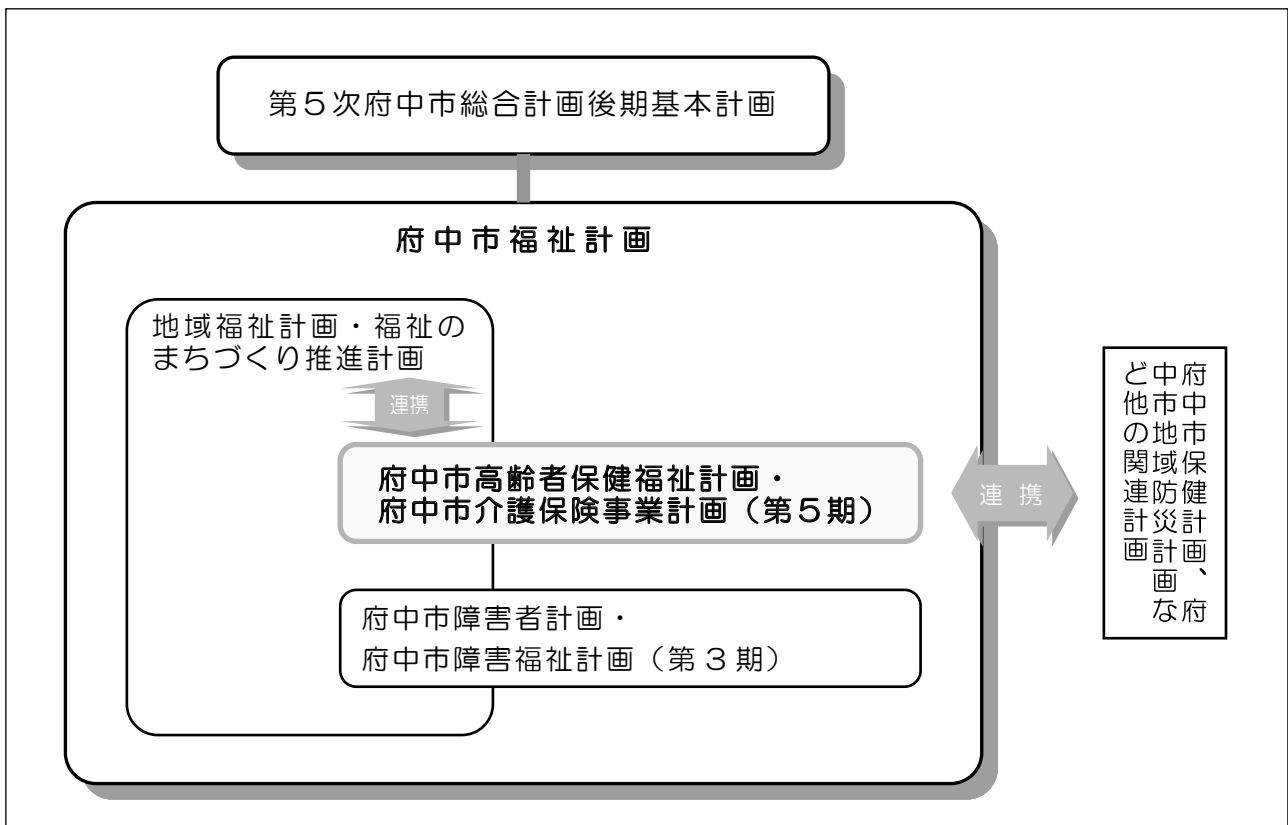 第５次府中市総合計画後期基本計画
府中市福祉計画
地域福祉計画・福祉の
まちづくり推進計画
連携
府中市高齢者保健福祉計画・
府中市介護保険事業計画（第５期）
府中市障害者計画・
府中市障害福祉計画（第３期）
連携
府中市保健計画、府
中市地域防災計画な
ど他の関連計画